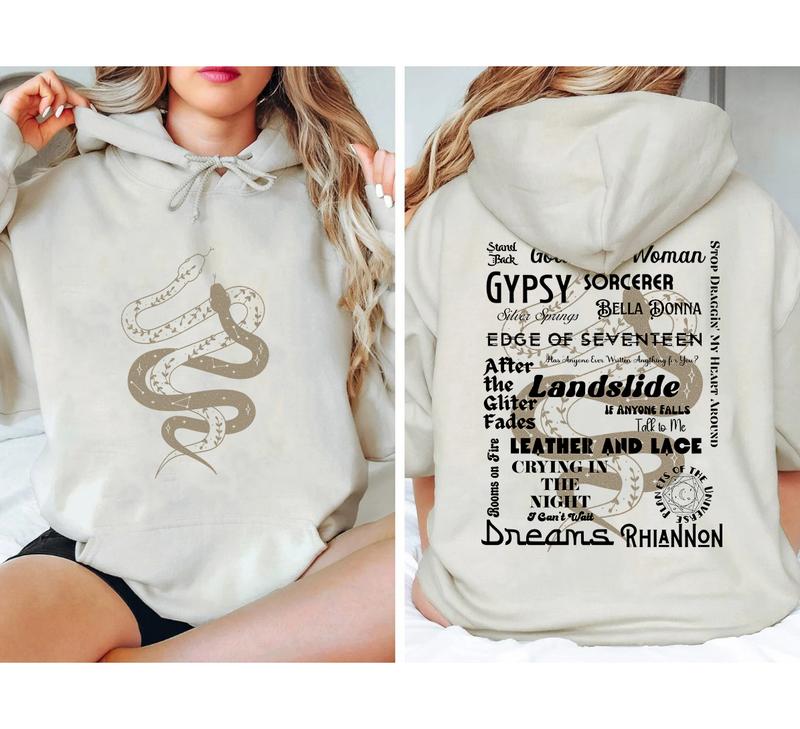 Stand
Back
Woman
GYPSY
SORCERER
Silver Springs
BELLA DONNA
EDGE OF SEVENTEEN
Has Anyone Ever Written Anything for You?
After
the
Gliter
Fades
Landslide
IF ANYONE FALLS
Talk to Me
STOP DRAGGIN' MY HEART AROUND
LEATHER AND LACE
Rooms on Fire
CRYING IN
THE
NIGHT
PLANETS OF THE UNIVERSE
I Can't Wait
Dreams
RHIANNON